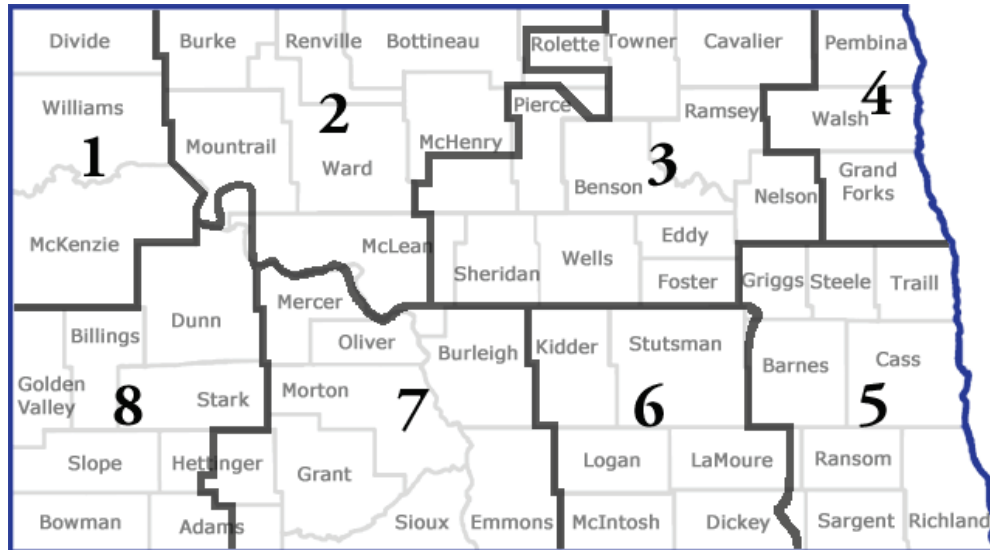 Divide
Burke
Renville
Bottineau
Rolette
Towner
Cavalier
Pembina
Williams
2
Pierce
Ramsey
4
Walsh
1
Mountrail
Ward
McHenry
3
Benson
Nelson
Grand
Forks
McKenzie
McLean
Sheridan
Wells
Eddy
Foster
Griggs
Steele
Traill
Mercer
Billings
Dunn
Oliver
Burleigh
Kidder
Stutsman
Barnes
Cass
Golden
Valley
8
Stark
Morton
7
6
5
Slope
Hettinger
Grant
Logan
LaMoure
Ransom
Bowman
Adams
Sioux
Emmons
McIntosh
Dickey
Sargent
Richland